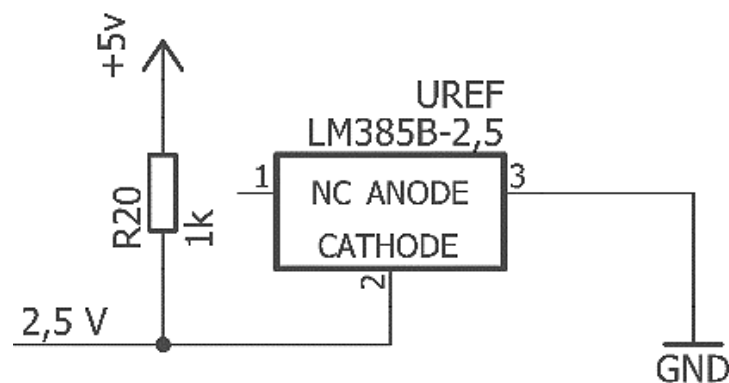 +5v
UREF
LM385B-2,5
1
NC ANODE
3
R20
1k
CATHODE
2
2,5 V
GND